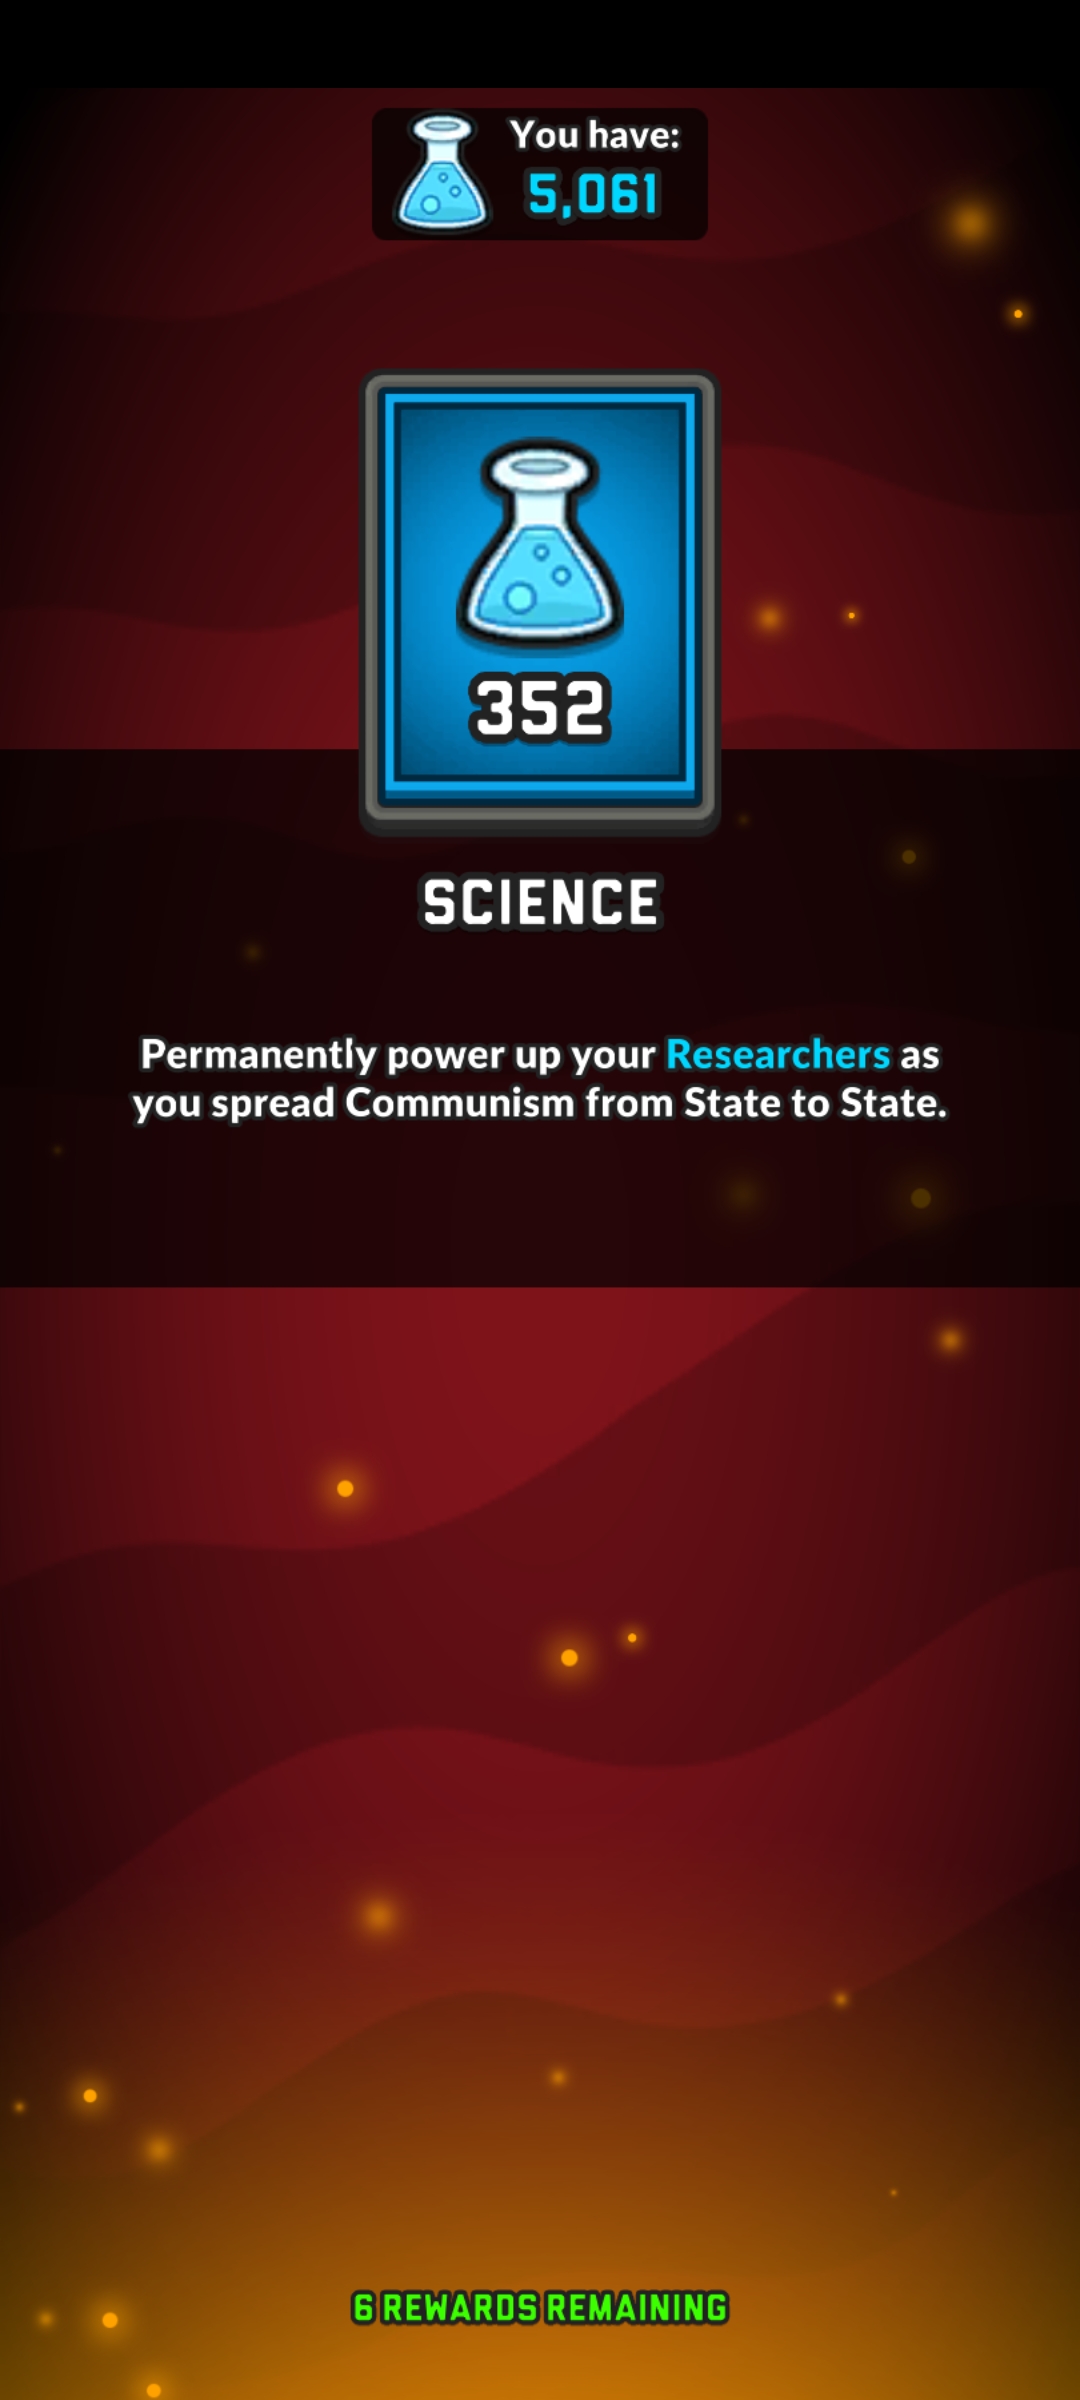 You have:
5,061
352
SCIENCE
Permanently power up your Researchers as
you spread Communism from State to State.
6 REWARDS REMAINING